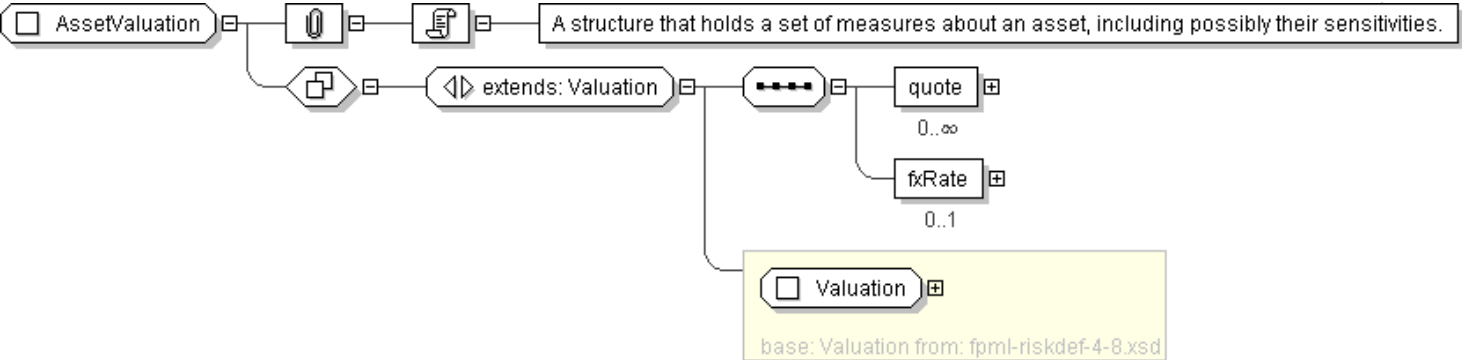 AssetValuation
A structure that holds a set of measures about an asset, including possibly their sensitivities.
extends: Valuation
quote
0..∞
fxRate
0..1
Valuation
base: Valuation from: fpml-riskdef-4-8.xsd